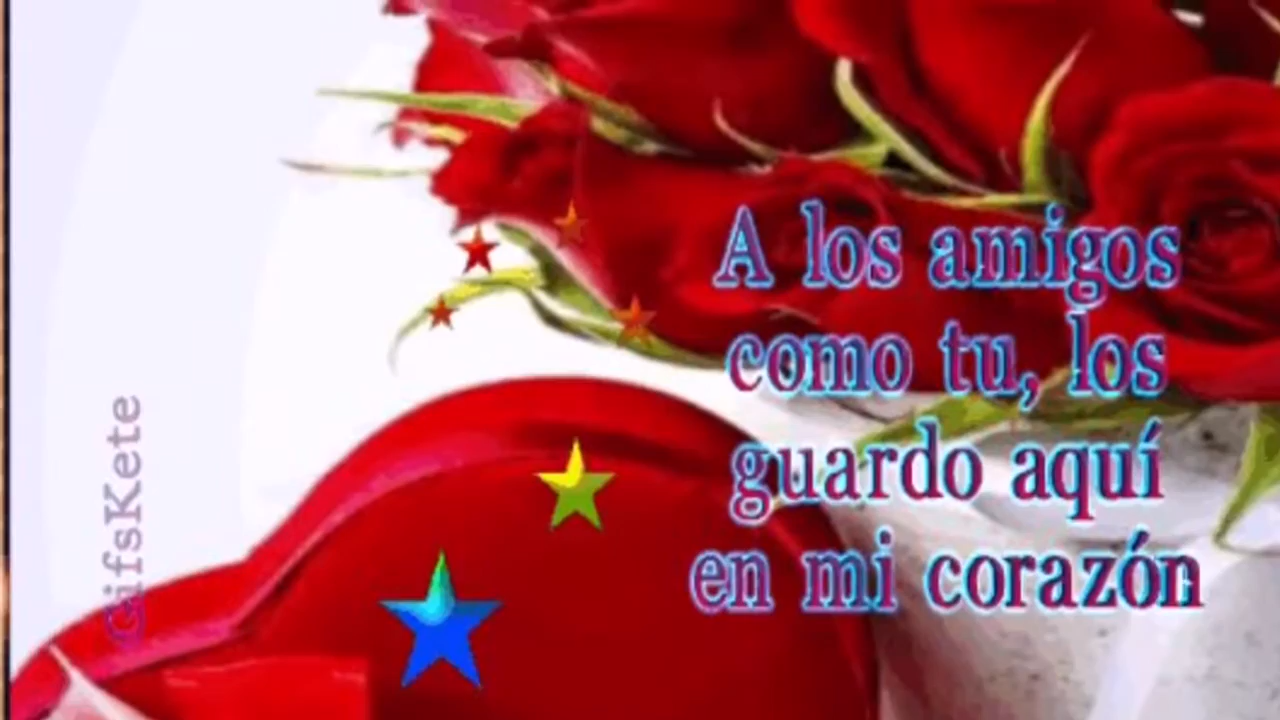 A los amigos
como tu, los
guardo aquí
en mi corazón
GifsKete